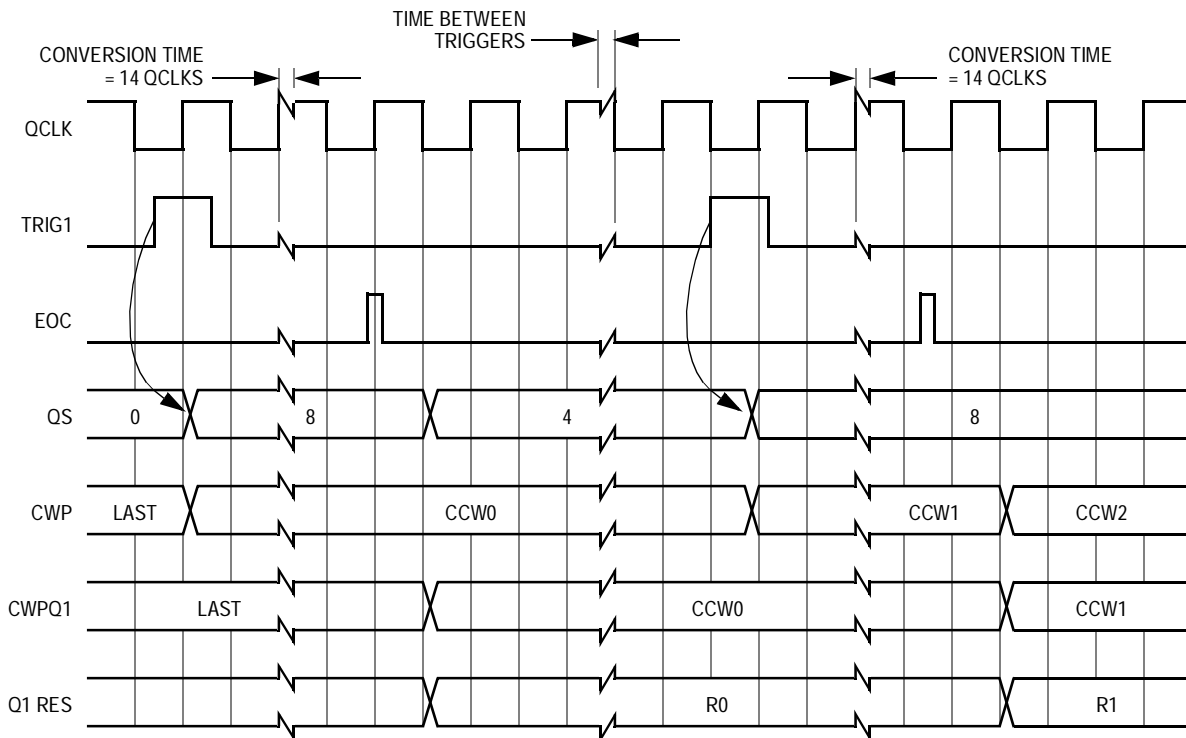 TIME BETWEEN
TRIGGERS
CONVERSION TIME
= 14 QCLKS
CONVERSION TIME
= 14 QCLKS
QCLK
TRIG1
EOC
QS 0 8 4 8
CWP LAST CCW0 CCW1 CCW2
CWPQ1 LAST CCW0 CCW1
Q1 RES R0 R1